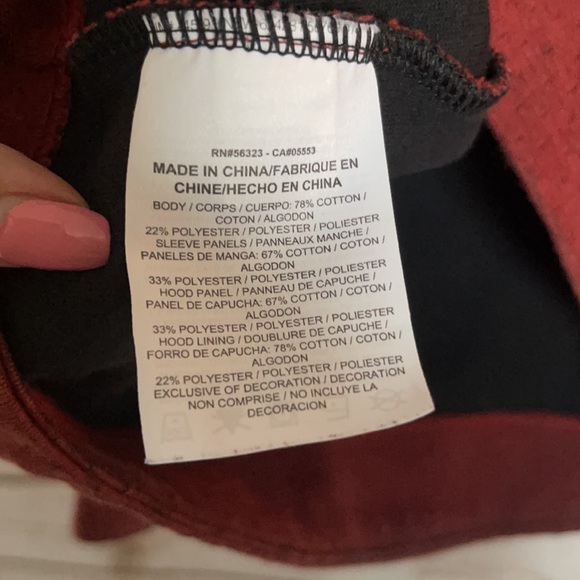 RN#56323 - CA#05553
MADE IN CHINA/FABRIQUE EN
CHINE/HECHO EN CHINA
BODY / CORPS / CUERPO: 78% COTTON /
COTON / ALGODON
22% POLYESTER / POLYESTER / POLIESTER
SLEEVE PANELS / PANNEAUX MANCHE /
PANELES DE MANGA: 67% COTTON / COTON /
ALGODON
33% POLYESTER / POLYESTER / POLIESTER
HOOD PANEL / PANNEAU DE CAPUCHE /
PANEL DE CAPUCHA: 67% COTTON / COTON /
ALGODON
33% POLYESTER / POLYESTER / POLIESTER
HOOD LINING / DOUBLURE DE CAPUCHE /
FORRO DE CAPUCHA: 78% COTTON / COTON /
ALGODON
22% POLYESTER / POLYESTER / POLIESTER
EXCLUSIVE OF DECORATION / DECORATION
NON COMPRISE / NO INCLUYE LA
DECORACION